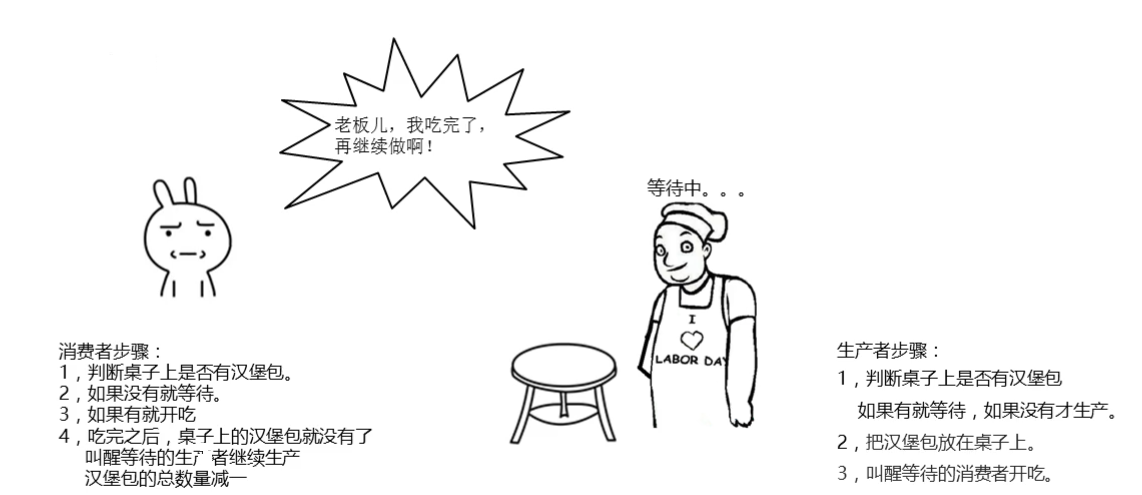 老板儿，我吃完了，
再继续做啊！
等待中。。。
I
LABOR DAY
消费者步骤：
1，判断桌子上是否有汉堡包。
2，如果没有就等待。
3，如果有就开吃
4，吃完之后，桌子上的汉堡包就没有了
叫醒等待的生产者继续生产
汉堡包的总数量减一
生产者步骤：
1，判断桌子上是否有汉堡包
如果有就等待，如果没有才生产。
2，把汉堡包放在桌子上。
3，叫醒等待的消费者开吃。